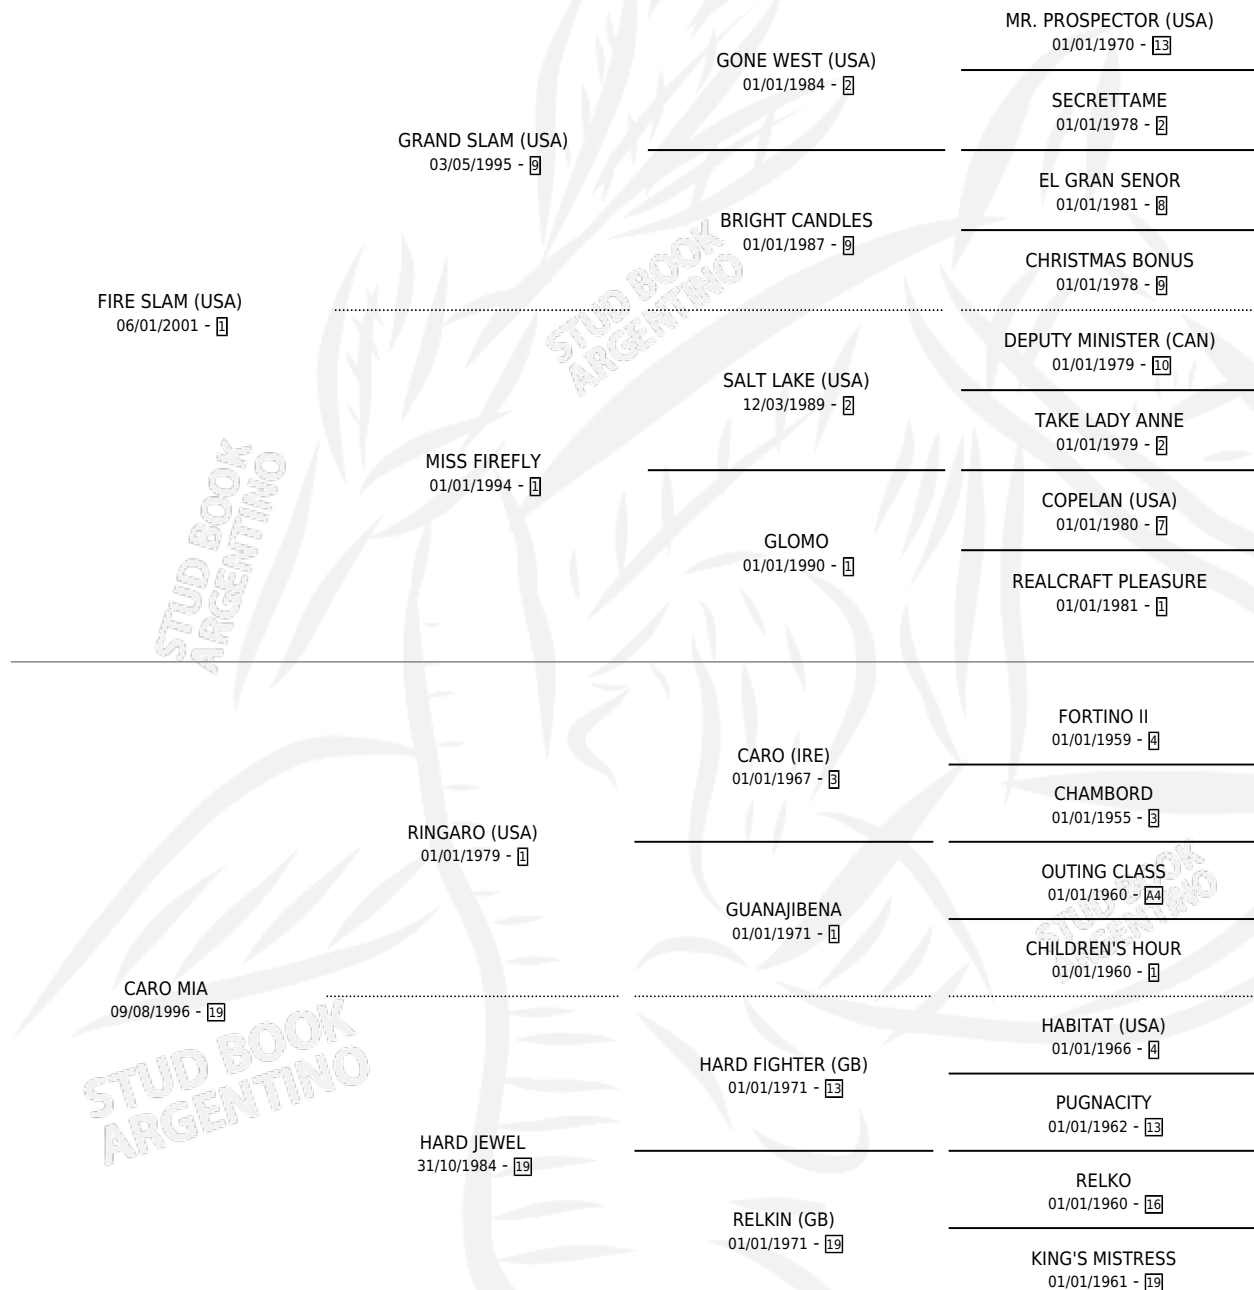 MR. PROSPECTOR (USA)
01/01/1970 - 13
GONE WEST (USA)
01/01/1984 - 2
SECRETTAME
01/01/1978 - 2
GRAND SLAM (USA)
03/05/1995 - 9
EL GRAN SENOR
01/01/1981 - 8
BRIGHT CANDLES
01/01/1987 - 9
CHRISTMAS BONUS
01/01/1978 - 9
FIRE SLAM (USA)
06/01/2001 - 1
STUD BOOK
ARGENTINO
DEPUTY MINISTER (CAN)
01/01/1979 - 10
SALT LAKE (USA)
12/03/1989 - 2
TAKE LADY ANNE
01/01/1979 - 2
MISS FIREFLY
01/01/1994 - 1
COPELAN (USA)
01/01/1980 - 7
GLOMO
01/01/1990 - 1
REALCRAFT PLEASURE
01/01/1981 - 1
STUD BOOK
ARGENTINO
FORTINO II
01/01/1959 - 4
CARO (IRE)
01/01/1967 - 3
CHAMBORD
01/01/1955 - 3
RINGARO (USA)
01/01/1979 - 1
OUTING CLASS
01/01/1960 - A4
GUANAJIBENA
01/01/1971 - 1
STUD BOOK
ARGENTINO
CHILDREN'S HOUR
01/01/1960 - 1
CARO MIA
09/08/1996 - 19
STUD BOOK
ARGENTINO
HABITAT (USA)
01/01/1966 - 4
HARD FIGHTER (GB)
01/01/1971 - 13
PUGNACITY
01/01/1962 - 13
HARD JEWEL
31/10/1984 - 19
RELKO
01/01/1960 - 16
RELKIN (GB)
01/01/1971 - 19
KING'S MISTRESS
01/01/1961 - 19